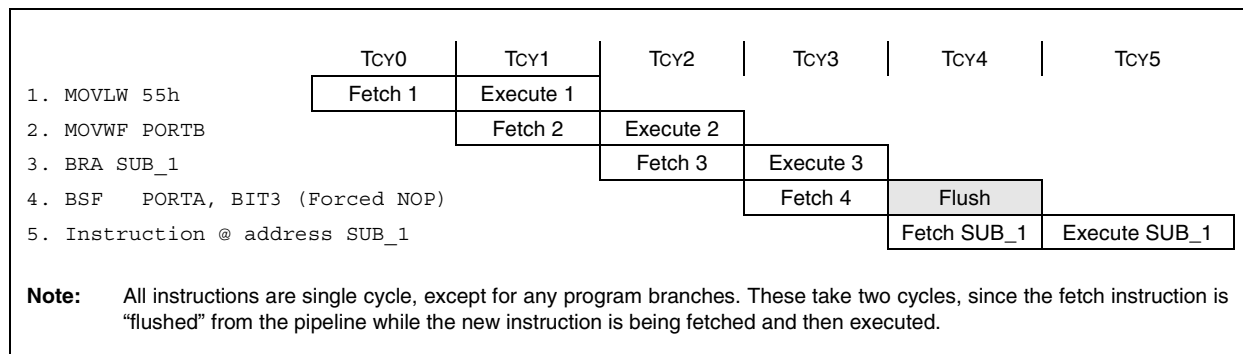 TCY0 TCY1 TCY2 TCY3 TCY4 TCY5
1. MOVLW 55h Fetch 1 Execute 1
2. MOVWF PORTB Fetch 2 Execute 2
3. BRA SUB_1 Fetch 3 Execute 3
4. BSF PORTA, BIT3 (Forced NOP) Fetch 4 Flush
5. Instruction @ address SUB_1 Fetch SUB_1 Execute SUB_1
Note: All instructions are single cycle, except for any program branches. These take two cycles, since the fetch instruction is
“flushed” from the pipeline while the new instruction is being fetched and then executed.